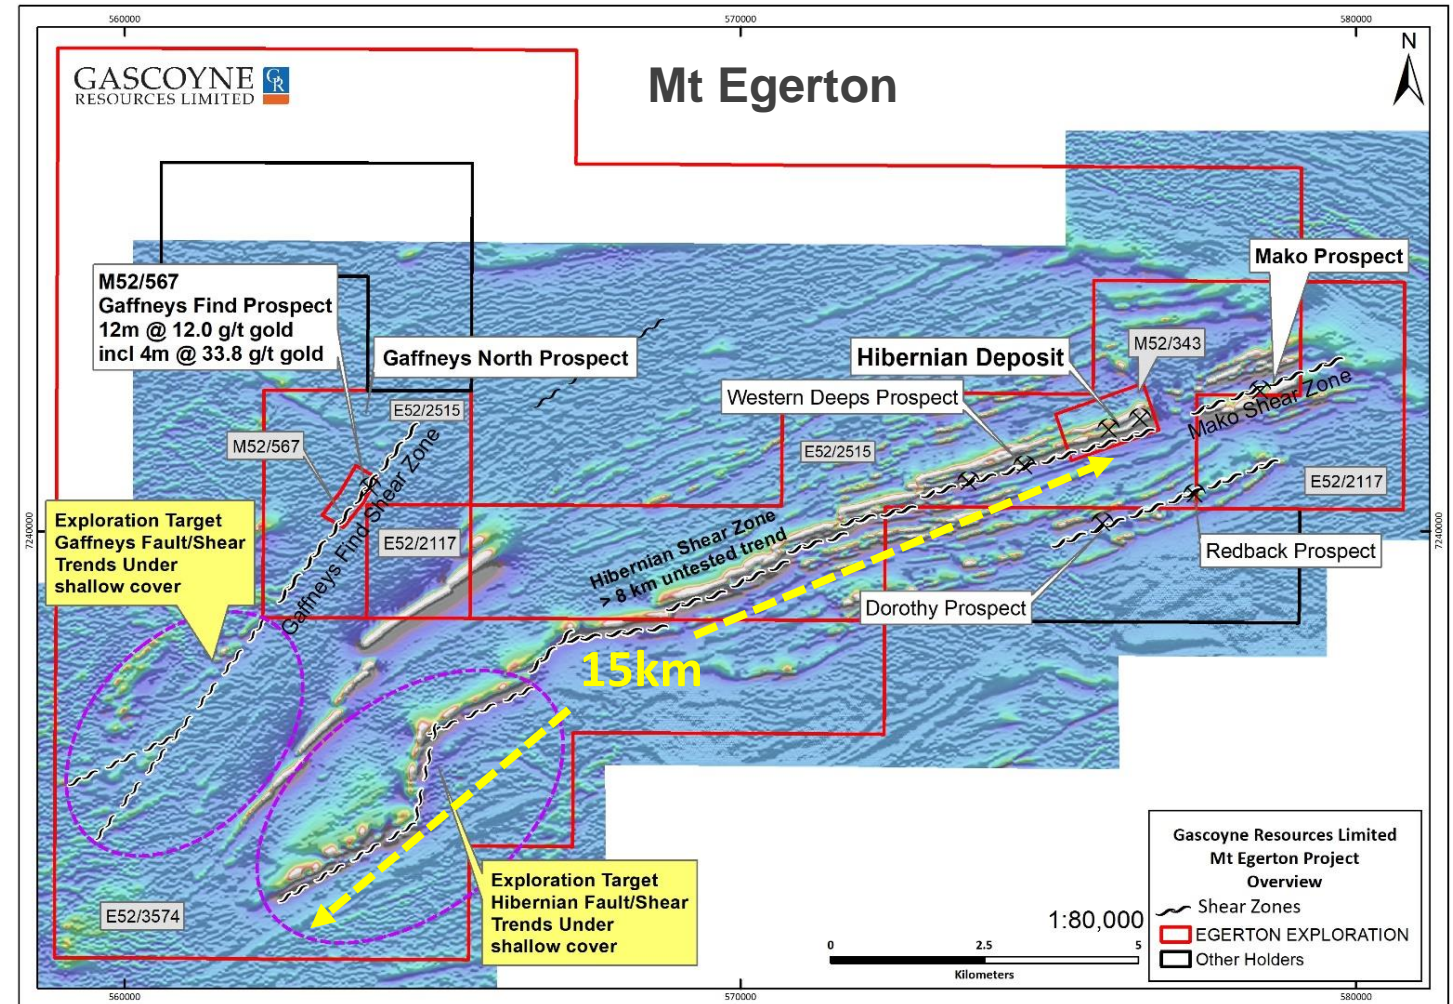 560000
570000
580000
GASCOYNE
RESOURCES LIMITED
GR
Mt Egerton
N
M52/567
Gaffneys Find Prospect
12m @ 12.0 g/t gold
incl 4m @ 33.8 g/t gold
Gaffneys North Prospect
Mako Prospect
Hibernian Deposit
M52/343
Western Deeps Prospect
Mako Shear Zone
E52/2515
M52/567
E52/2515
E52/2117
Gaffneys Find Shear Zone
7240000
7240000
Exploration Target
Gaffneys Fault/Shear
Trends Under
shallow cover
E52/2117
Hibernian Shear Zone
> 8 km untested trend
Redback Prospect
Dorothy Prospect
15km
Exploration Target
Hibernian Fault/Shear
Trends Under
shallow cover
E52/3574
1:80,000
0
2.5
5
Kilometers
Gascoyne Resources Limited
Mt Egerton Project
Overview
Shear Zones
EGERTON EXPLORATION
Other Holders
560000
570000
580000